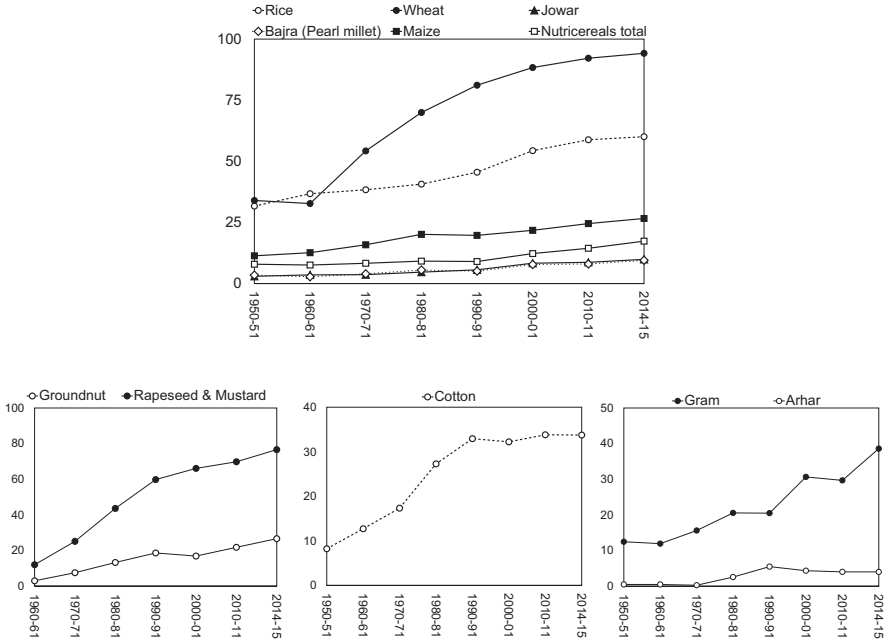 Rice Wheat Jowar
Bajra (Pearl millet) Maize Nutricereals total
100
75
50
25
0
1950-51 1960-61 1970-71 1980-81 1990-91 2000-01 2010-11 2014-15
Groundnut Rapeseed & Mustard
100
80
60
40
20
0
1960-61 1970-71 1980-81 1990-91 2000-01 2010-11 2014-15
Cotton
40
30
20
10
0
1950-51 1960-61 1970-71 1980-81 1990-91 2000-01 2010-11 2014-15
Gram Arhar
50
40
30
20
10
0
1950-51 1960-61 1970-71 1980-81 1990-91 2000-01 2010-11 2014-15